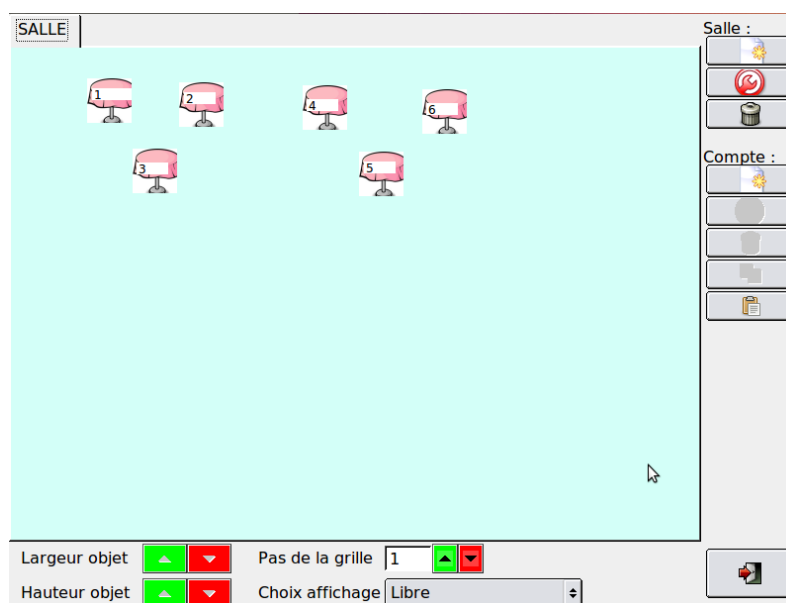 SALLE
Salle :
1
2
4
6
3
5
Compte :
Largeur objet
Pas de la grille 1
Hauteur objet
Choix affichage Libre